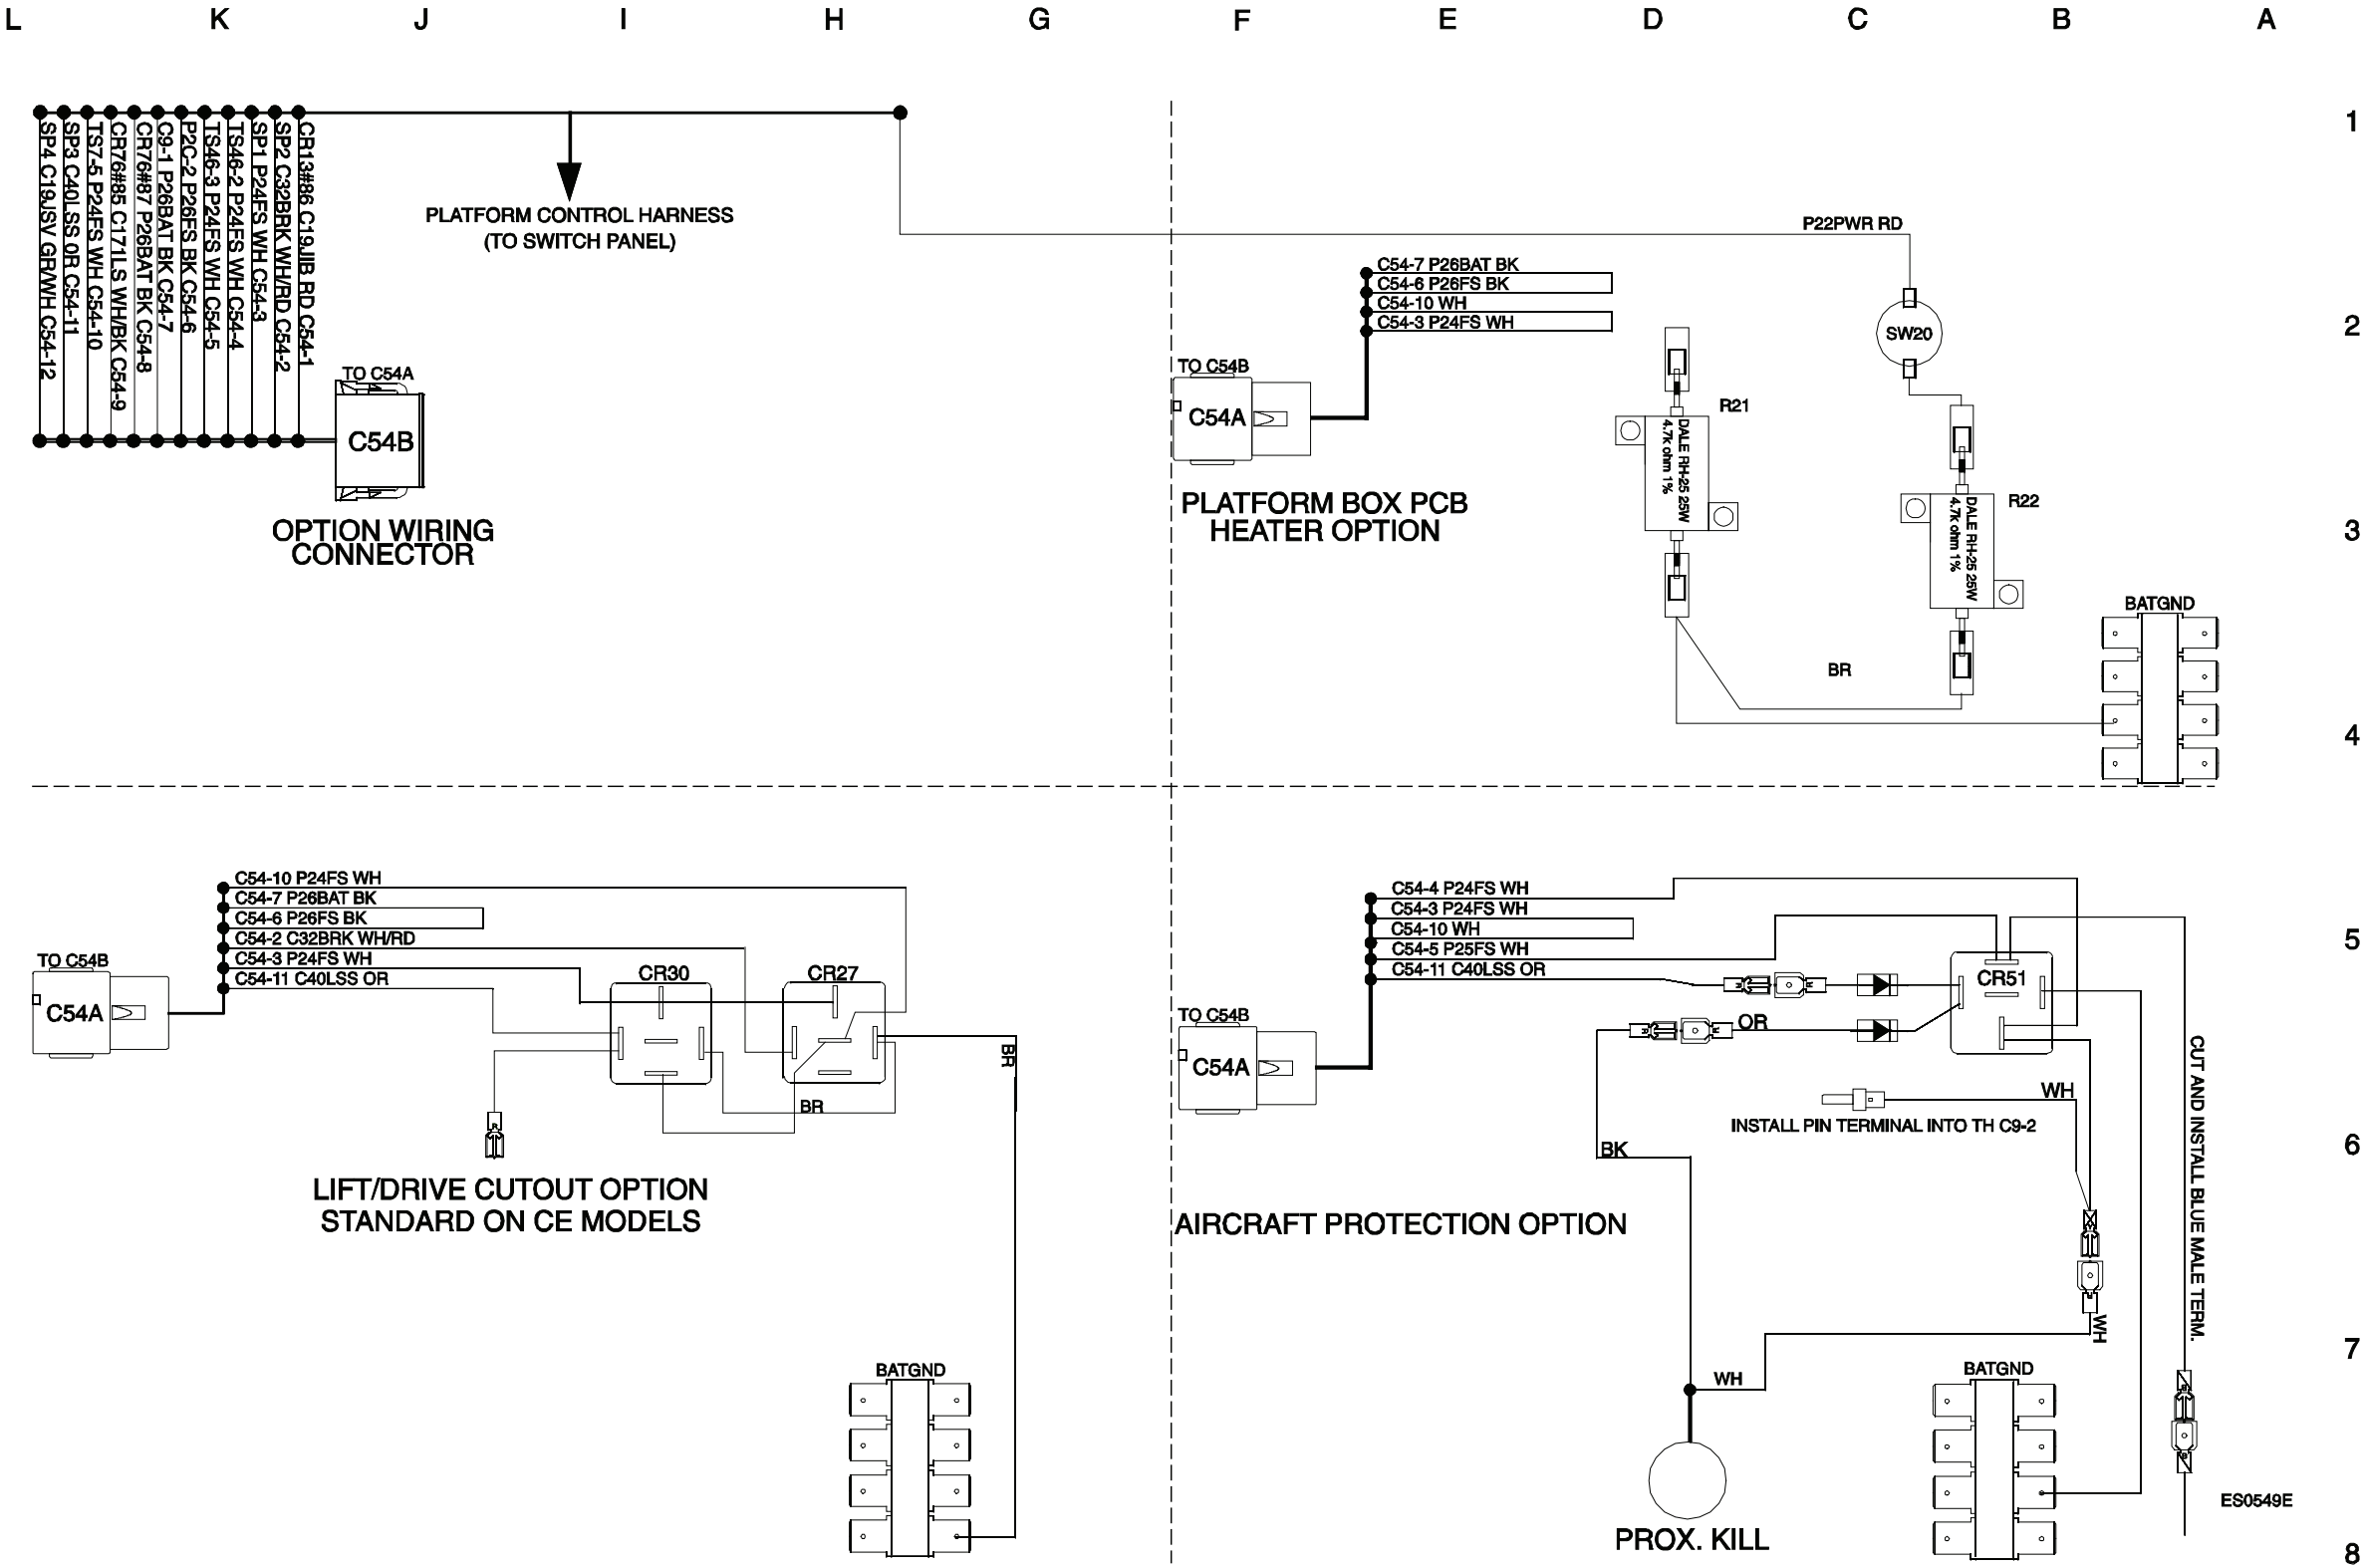 L K J I H G F E D C B A
1
2
3
4
5
6
7
8
SP4 C19JSV GR/WH C54-12
SP3 C40LSS 0R C54-11
TS7-5 P24FS WH C54-10
CR76#85 C171LS WH/BK C54-9
CR76#87 P26BAT BK C54-8
C9-1 P26BAT BK C54-7
P2C-2 P26FS BK C54-6
TS46-3 P24FS WH C54-5
TS46-2 P24FS WH C54-4
SP1 P24FS WH C54-3
SP2 C32BRK WH/RD C54-2
CR13#86 C19JIB RD C54-1
PLATFORM CONTROL HARNESS
(TO SWITCH PANEL)
TO C54A
C54B
OPTION WIRING
CONNECTOR
P22PWR RD
C54-7 P26BAT BK
C54-6 P26FS BK
C54-10 WH
C54-3 P24FS WH
TO C54B
C54A
PLATFORM BOX PCB
HEATER OPTION
SW20
R21
DALE RH-25 25W
4.7k ohm 1%
R22
DALE RH-25 25W
4.7k ohm 1%
BR
BATGND
C54-10 P24FS WH
C54-7 P26BAT BK
C54-6 P26FS BK
C54-2 C32BRK WH/RD
C54-3 P24FS WH
C54-11 C40LSS OR
TO C54B
C54A
CR30
CR27
BR
BR
LIFT/DRIVE CUTOUT OPTION
STANDARD ON CE MODELS
BATGND
C54-4 P24FS WH
C54-3 P24FS WH
C54-10 WH
C54-5 P25FS WH
C54-11 C40LSS OR
TO C54B
C54A
CR51
OR
WH
INSTALL PIN TERMINAL INTO TH C9-2
BK
CUT AND INSTALL BLUE MALE TERM.
AIRCRAFT PROTECTION OPTION
WH
WH
BATGND
PROX. KILL
ES0549E